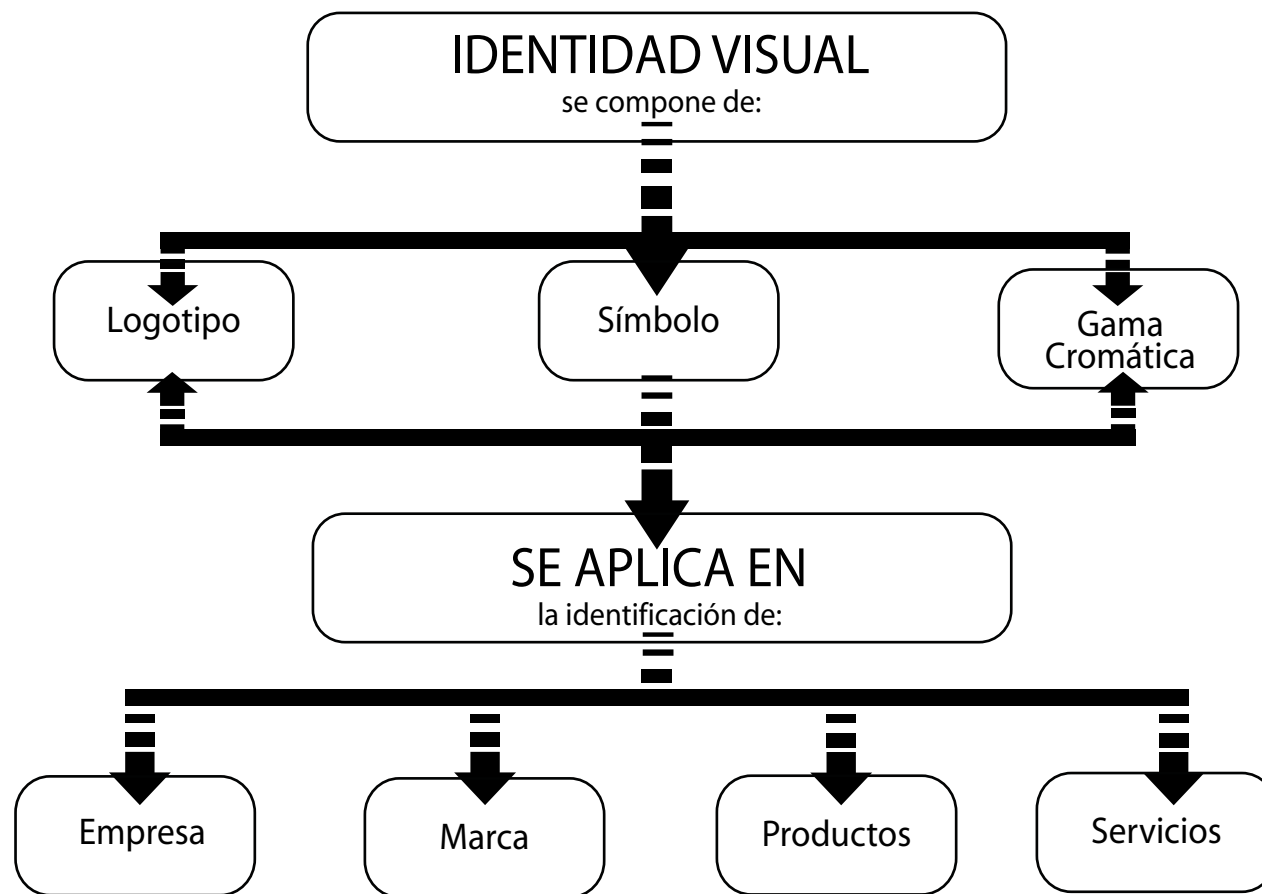 IDENTIDAD VISUAL
se compone de:
Logotipo
Símbolo
Gama
Cromática
SE APLICA EN
la identificación de:
Empresa
Marca
Productos
Servicios